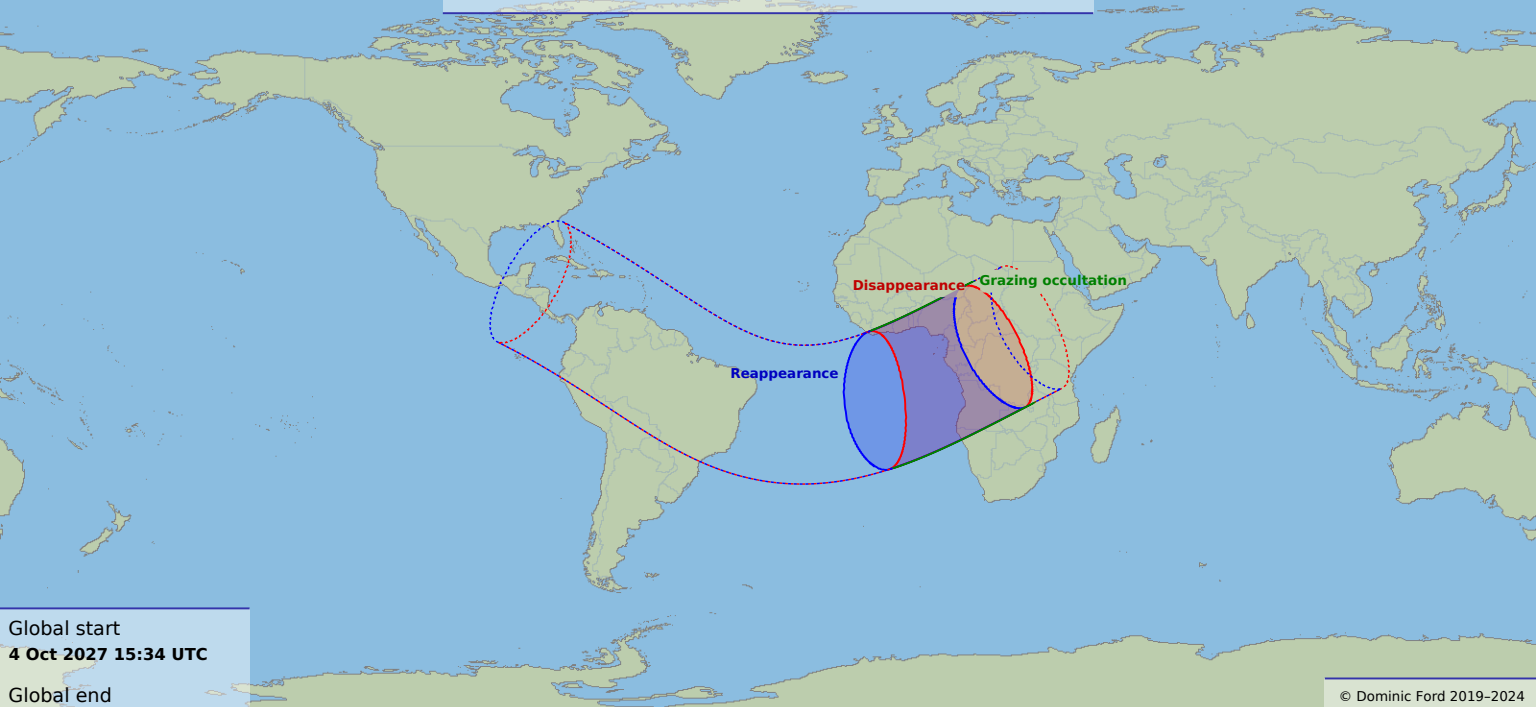 Grazing occultation
Disappearance
Reappearance
Global start
4 Oct 2027 15:34 UTC
Global end
© Dominic Ford 2019–2024